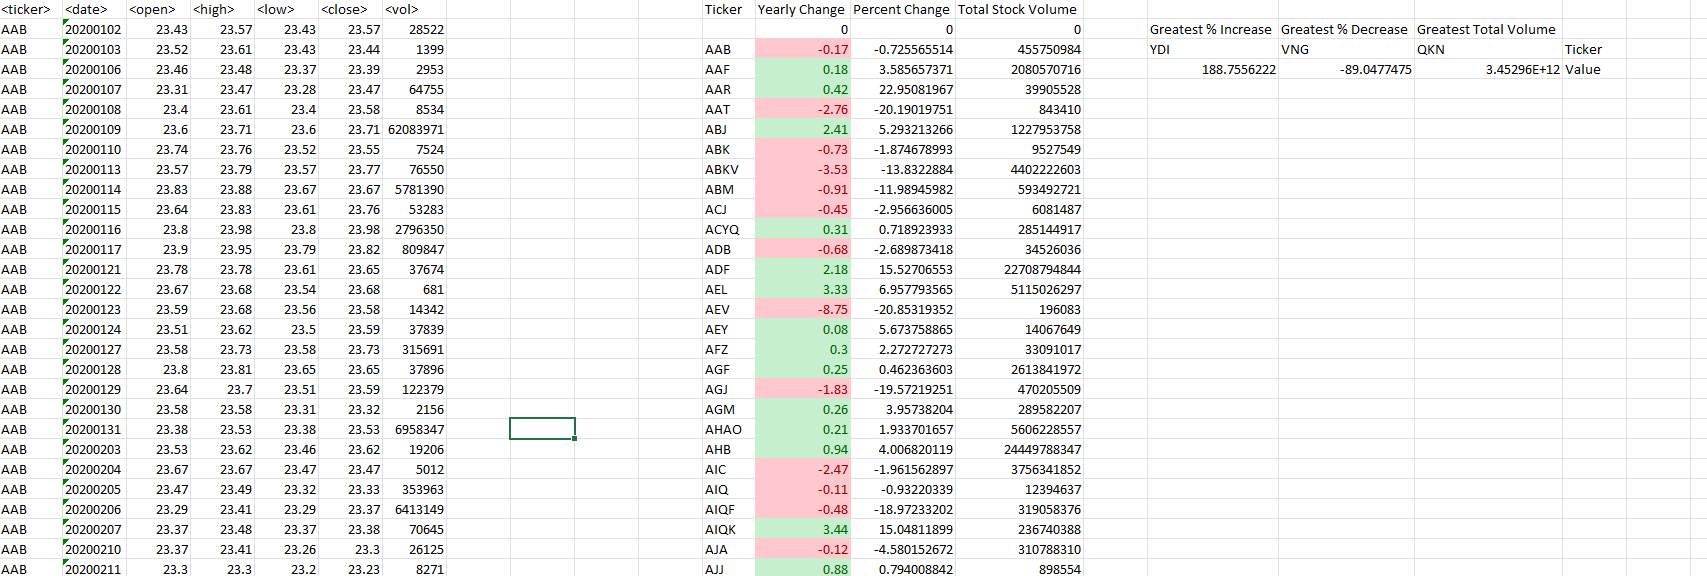 <ticker> <date> <open> <high> <low> <close> <vol> Ticker Yearly Change Percent Change Total Stock Volume
AAB 20200102 23.43 23.57 23.43 23.57 28522 0 0 0 Greatest % Increase Greatest % Decrease Greatest Total Volume
AAB 20200103 23.52 23.61 23.43 23.44 1399 AAB -0.17 -0.725565514 455750984 YDI VNG QKN Ticker
AAB 20200106 23.46 23.48 23.37 23.39 2953 AAF 0.18 3.585657371 2080570716 188.7556222 -89.0477475 3.45296E+12 Value
AAB 20200107 23.31 23.47 23.28 23.47 64755 AAR 0.42 22.95081967 39905528
AAB 20200108 23.4 23.61 23.4 23.58 8534 AAT -2.76 -20.19019751 843410
AAB 20200109 23.6 23.71 23.6 23.71 62083971 ABJ 2.41 5.293213266 1227953758
AAB 20200110 23.74 23.76 23.52 23.55 7524 ABK -0.73 -1.874678993 9527549
AAB 20200113 23.57 23.79 23.57 23.77 76550 ABKV -3.53 -13.8322884 4402222603
AAB 20200114 23.83 23.88 23.67 23.67 5781390 ABM -0.91 -11.98945982 593492721
AAB 20200115 23.64 23.83 23.61 23.76 53283 ACJ -0.45 -2.956636005 6081487
AAB 20200116 23.8 23.98 23.8 23.98 2796350 ACYQ 0.31 0.718923933 285144917
AAB 20200117 23.9 23.95 23.79 23.82 809847 ADB -0.68 -2.689873418 34526036
AAB 20200121 23.78 23.78 23.61 23.65 37674 ADF 2.18 15.52706553 22708794844
AAB 20200122 23.67 23.68 23.54 23.68 681 AEL 3.33 6.957793565 5115026297
AAB 20200123 23.59 23.68 23.56 23.58 14342 AEV -8.75 -20.85319352 196083
AAB 20200124 23.51 23.62 23.5 23.59 37839 AEY 0.08 5.673758865 14067649
AAB 20200127 23.58 23.73 23.58 23.73 315691 AFZ 0.3 2.272727273 33091017
AAB 20200128 23.8 23.81 23.65 23.65 37896 AGF 0.25 0.462363603 2613841972
AAB 20200129 23.64 23.7 23.51 23.59 122379 AGJ -1.83 -19.57219251 470205509
AAB 20200130 23.58 23.58 23.31 23.32 2156 AGM 0.26 3.95738204 289582207
AAB 20200131 23.38 23.53 23.38 23.53 6958347 AHAO 0.21 1.933701657 5606228557
AAB 20200203 23.53 23.62 23.46 23.62 19206 AHB 0.94 4.006820119 24449788347
AAB 20200204 23.67 23.67 23.47 23.47 5012 AIC -2.47 -1.961562897 3756341852
AAB 20200205 23.47 23.49 23.32 23.33 353963 AIQ -0.11 -0.93220339 12394637
AAB 20200206 23.29 23.41 23.29 23.37 6413149 AIQF -0.48 -18.97233202 319058376
AAB 20200207 23.37 23.48 23.37 23.38 70645 AIQK 3.44 15.04811899 236740388
AAB 20200210 23.37 23.41 23.26 23.3 26125 AJA -0.12 -4.580152672 310788310
AAB 20200211 23.3 23.3 23.2 23.23 8271 AJJ 0.88 0.794008842 898554